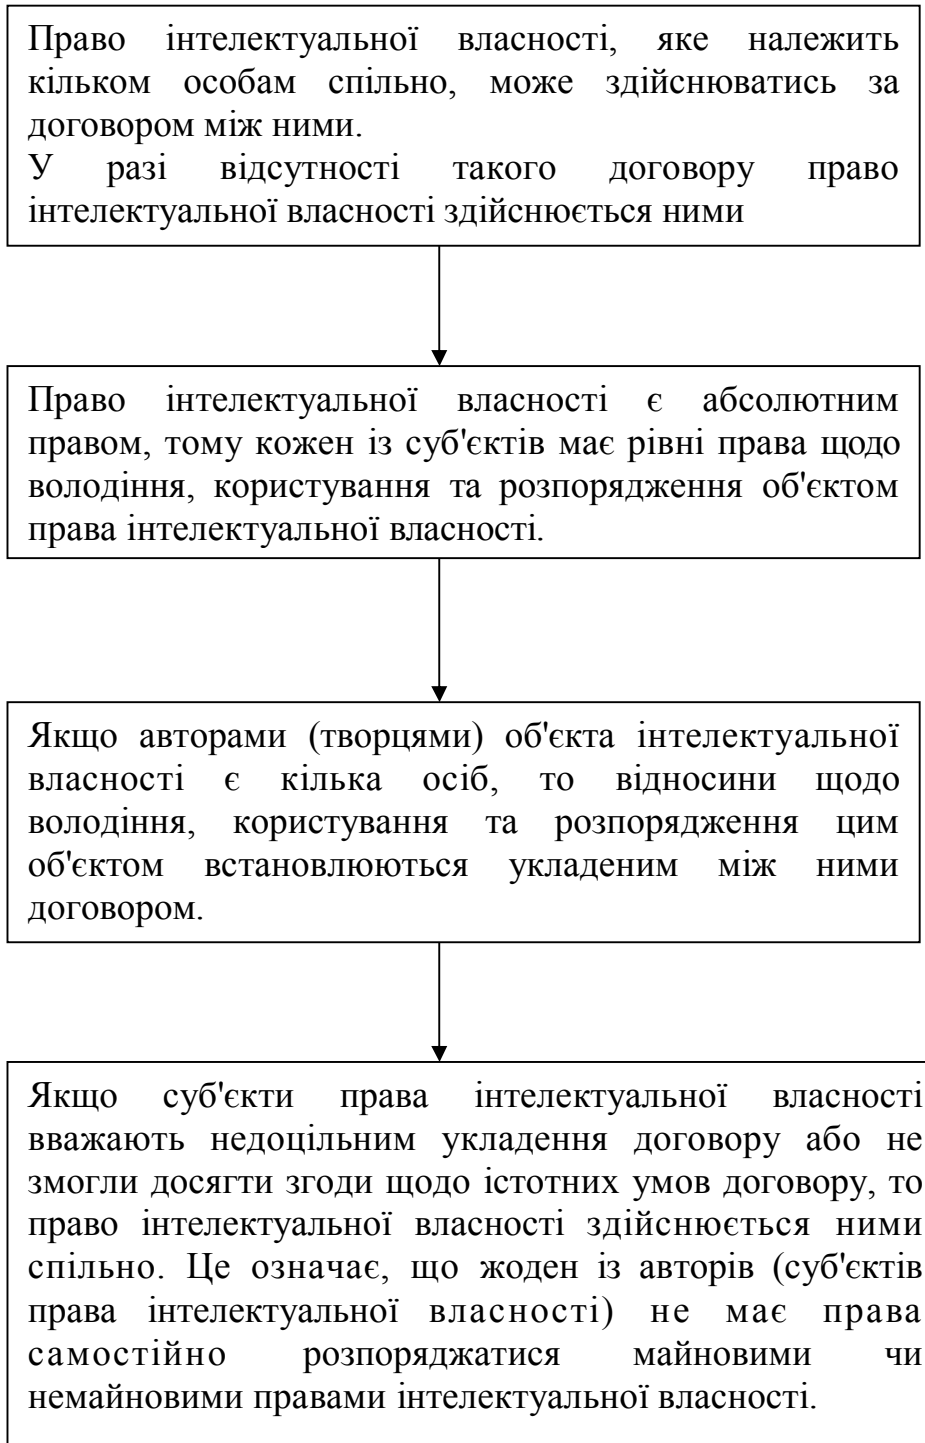 Право інтелектуальної власності, яке належить
кільком особам спільно, може здійснюватись за
договором між ними.
У разі відсутності такого договору право
інтелектуальної власності здійснюється ними
Право інтелектуальної власності є абсолютним
правом, тому кожен із суб'єктів має рівні права щодо
володіння, користування та розпорядження об'єктом
права інтелектуальної власності.
Якщо авторами (творцями) об'єкта інтелектуальної
власності є кілька осіб, то відносини щодо
володіння, користування та розпорядження цим
об'єктом встановлюються укладеним між ними
договором.
Якщо суб'єкти права інтелектуальної власності
вважають недоцільним укладення договору або не
змогли досягти згоди щодо істотних умов договору, то
право інтелектуальної власності здійснюється ними
спільно. Це означає, що жоден із авторів (суб'єктів
права інтелектуальної власності) не має права
самостійно розпоряджатися майновими чи
немайновими правами інтелектуальної власності.